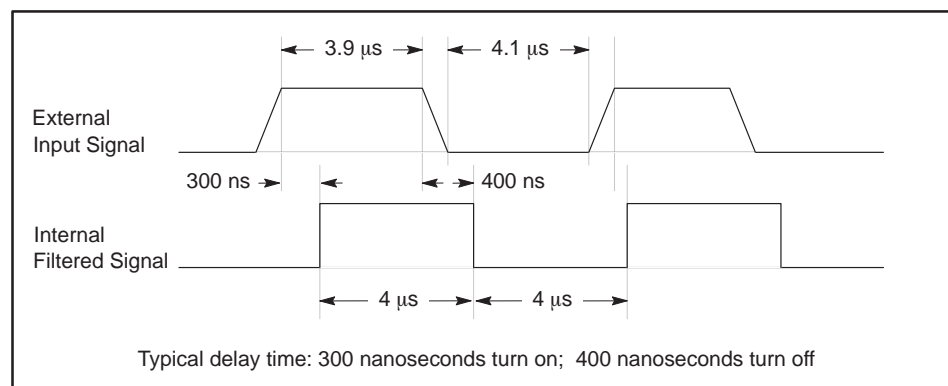 3.9 μs
4.1 μs
External
Input Signal
300 ns
400 ns
Internal
Filtered Signal
4 μs
4 μs
Typical delay time: 300 nanoseconds turn on; 400 nanoseconds turn off